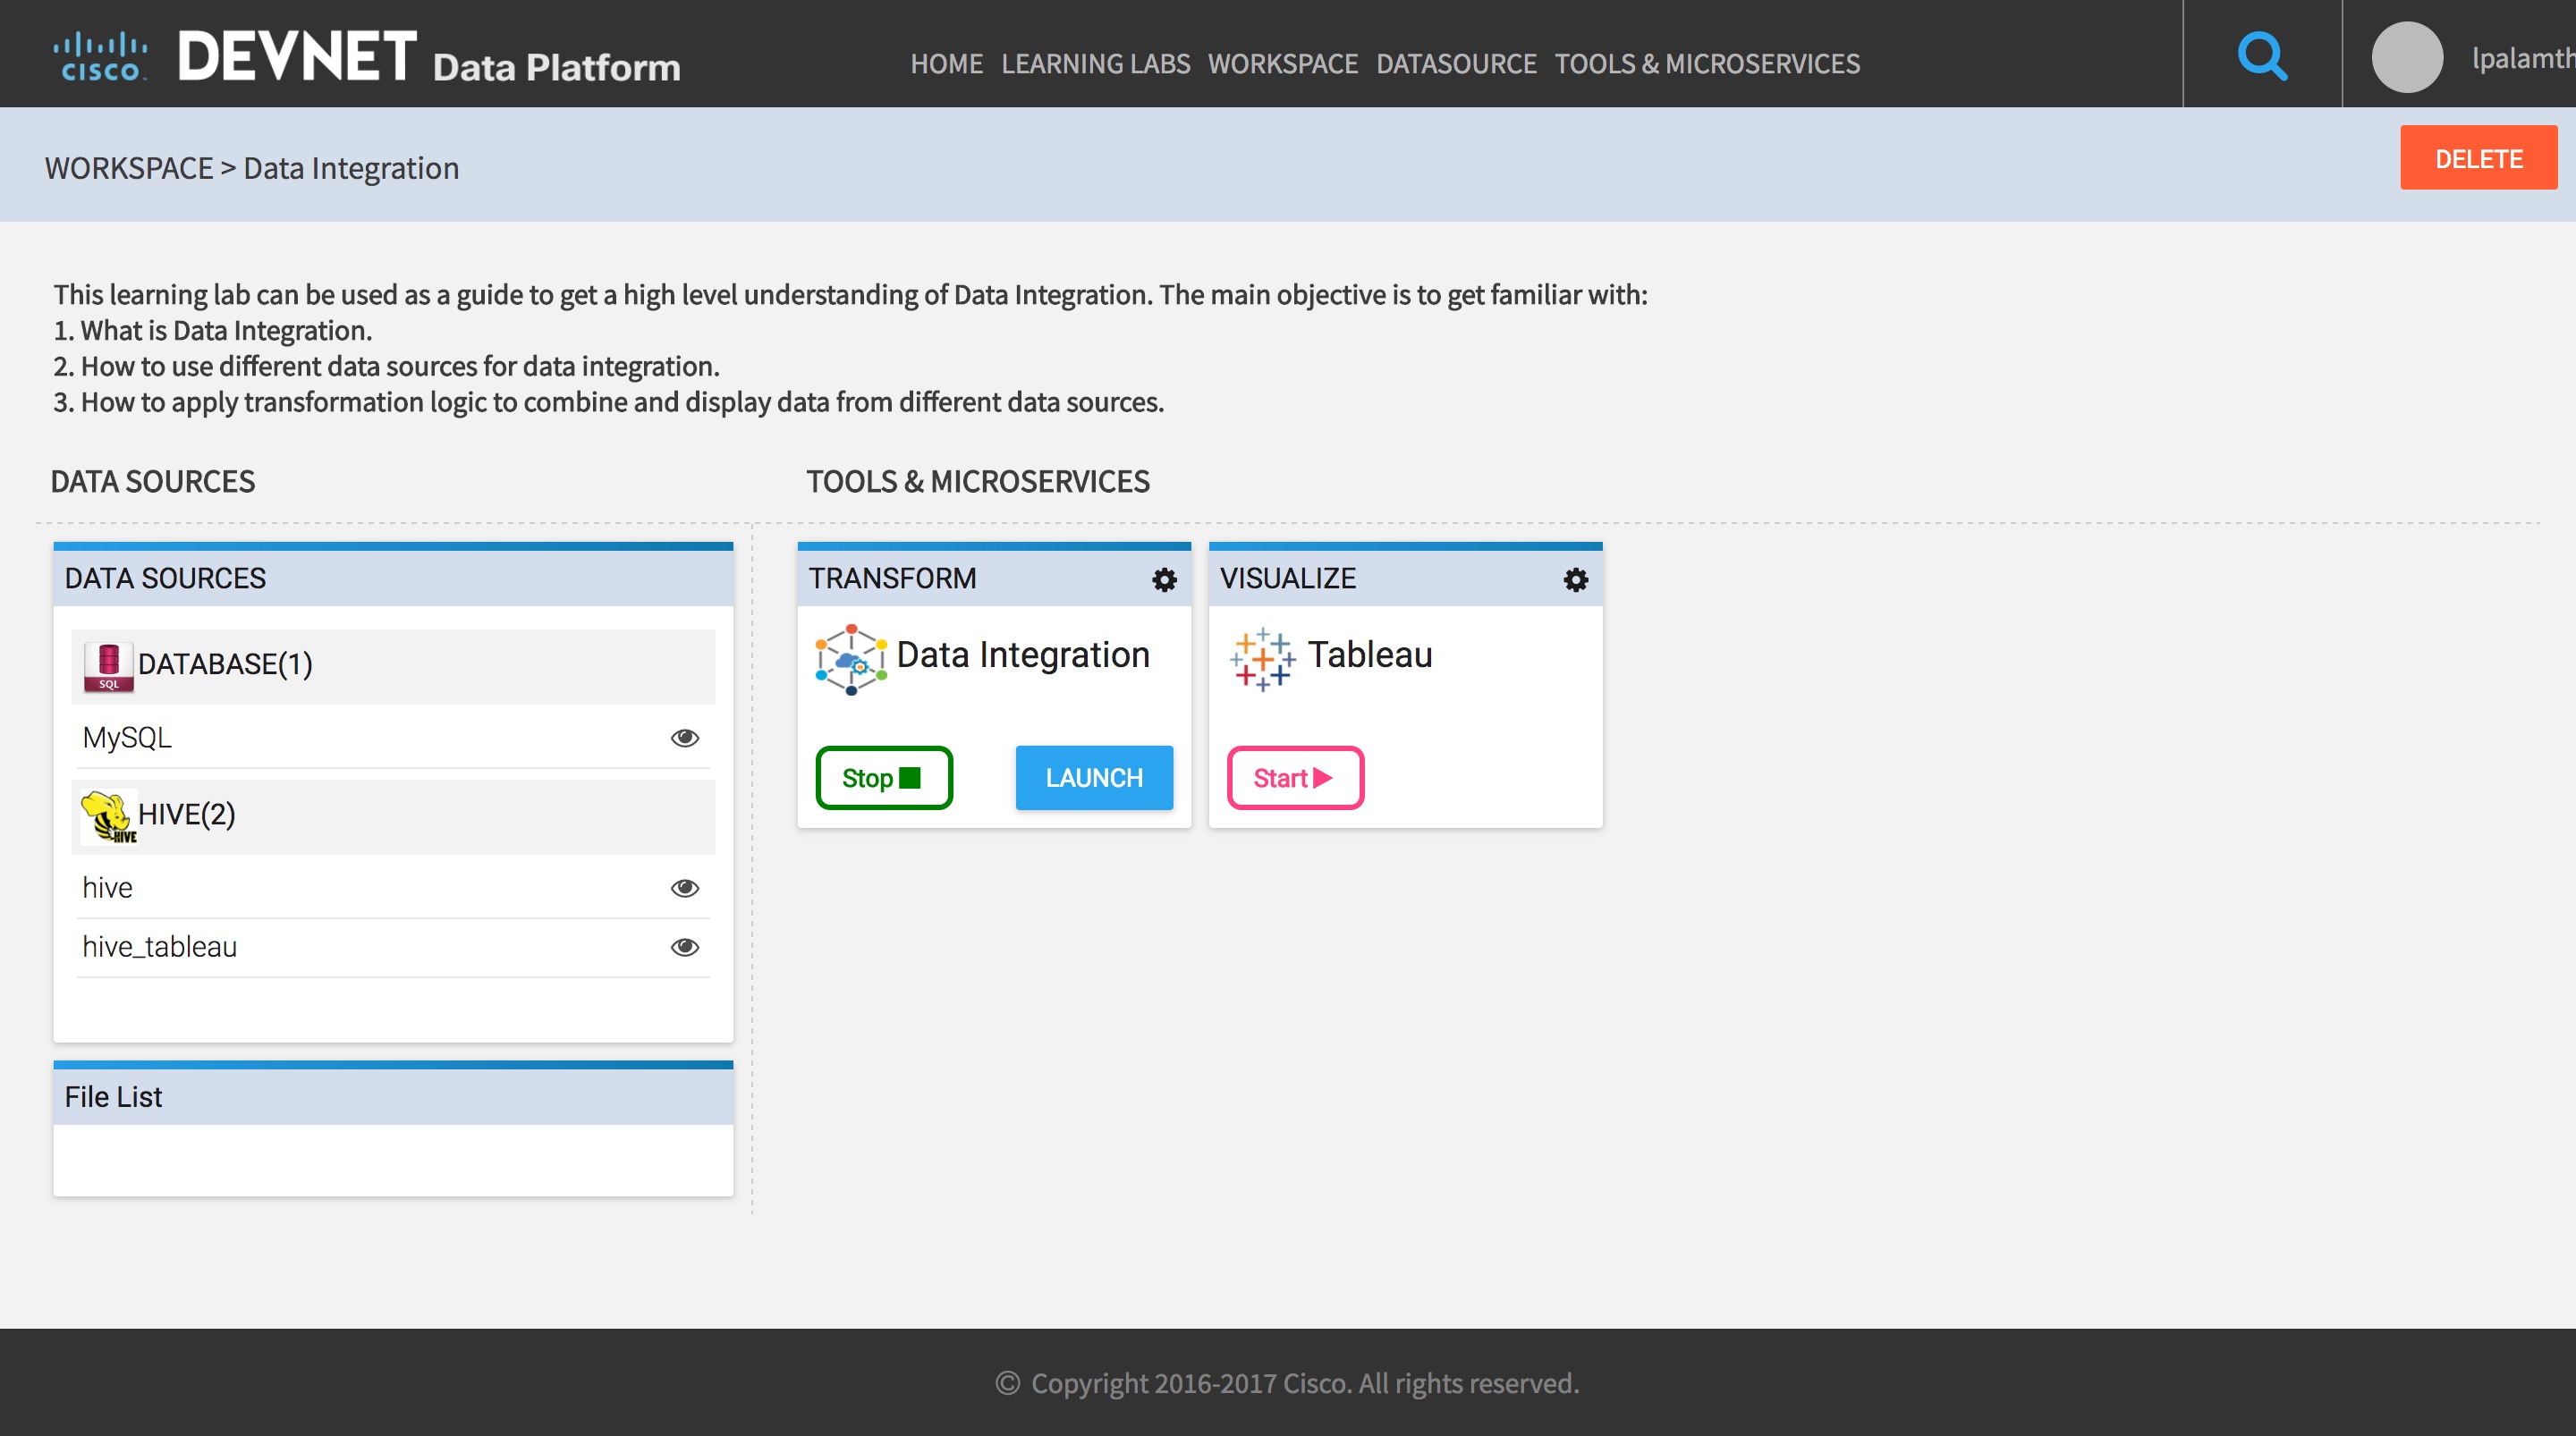 CISCO DEVNET Data Platform
HOME LEARNING LABS WORKSPACE DATASOURCE TOOLS & MICROSERVICES
lpalamth
WORKSPACE > Data Integration
DELETE
This learning lab can be used as a guide to get a high level understanding of Data Integration. The main objective is to get familiar with:
1. What is Data Integration.
2. How to use different data sources for data integration.
3. How to apply transformation logic to combine and display data from different data sources.
DATA SOURCES
TOOLS & MICROSERVICES
DATA SOURCES
SQL
DATABASE(1)
MySQL
HIVE
HIVE(2)
hive
hive_tableau
File List
TRANSFORM
Data Integration
Stop
LAUNCH
VISUALIZE
Tableau
Start
© Copyright 2016-2017 Cisco. All rights reserved.